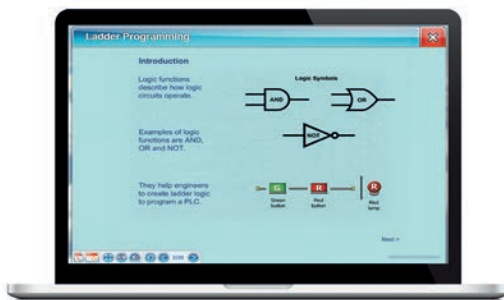 Ladder Programming
Introduction
Logic functions
describe how logic
circuits operate.
Logic Symbols
AND
OR
Examples of logic
functions are AND,
OR and NOT.
NOT
They help engineers
to create ladder logic
to program a PLC.
G
R
R
Green
button
Red
button
Red
lamp
Next >